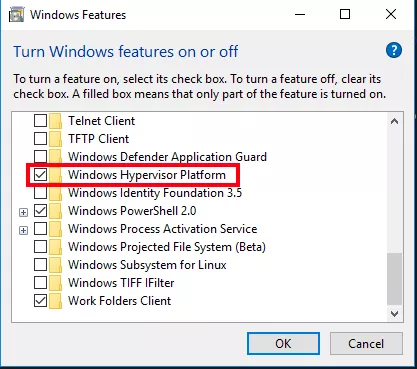 Windows Features
Turn Windows features on or off
To turn a feature on, select its check box. To turn a feature off, clear its
check box. A filled box means that only part of the feature is turned on.
Telnet Client
TFTP Client
Windows Defender Application Guard
Windows Hypervisor Platform
Windows Identity Foundation 3.5
Windows PowerShell 2.0
Windows Process Activation Service
Windows Projected File System (Beta)
Windows Subsystem for Linux
Windows TIFF IFilter
Work Folders Client
OK Cancel